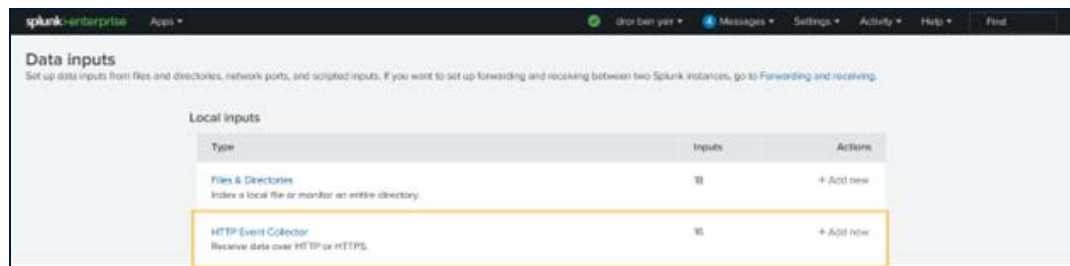 splunk>enterprise Apps
dror ben yair 4 Messages Settings Activity Help Find
Data inputs
Set up data inputs from files and directories, network ports, and scripted inputs. If you want to set up forwarding and receiving between two Splunk instances, go to Forwarding and receiving.
Local inputs
Type Inputs Actions
Files & Directories + Add new
Index a local file or monitor an entire directory.
HTTP Event Collector + Add new
Receive data over HTTP or HTTPS.